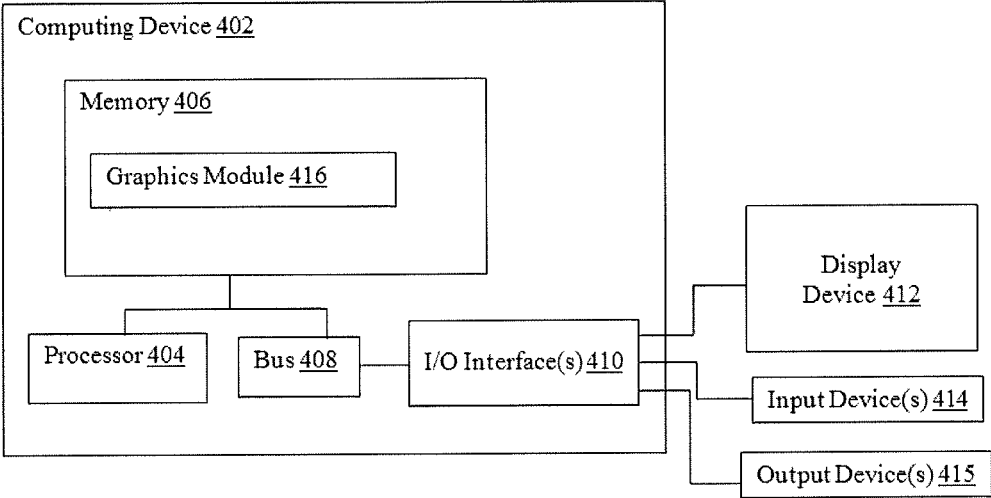 Computing Device 402
Memory 406
Graphics Module 416
Display
Device 412
Processor 404
Bus 408
I/O Interface(s) 410
Input Device(s) 414
Output Device(s) 415